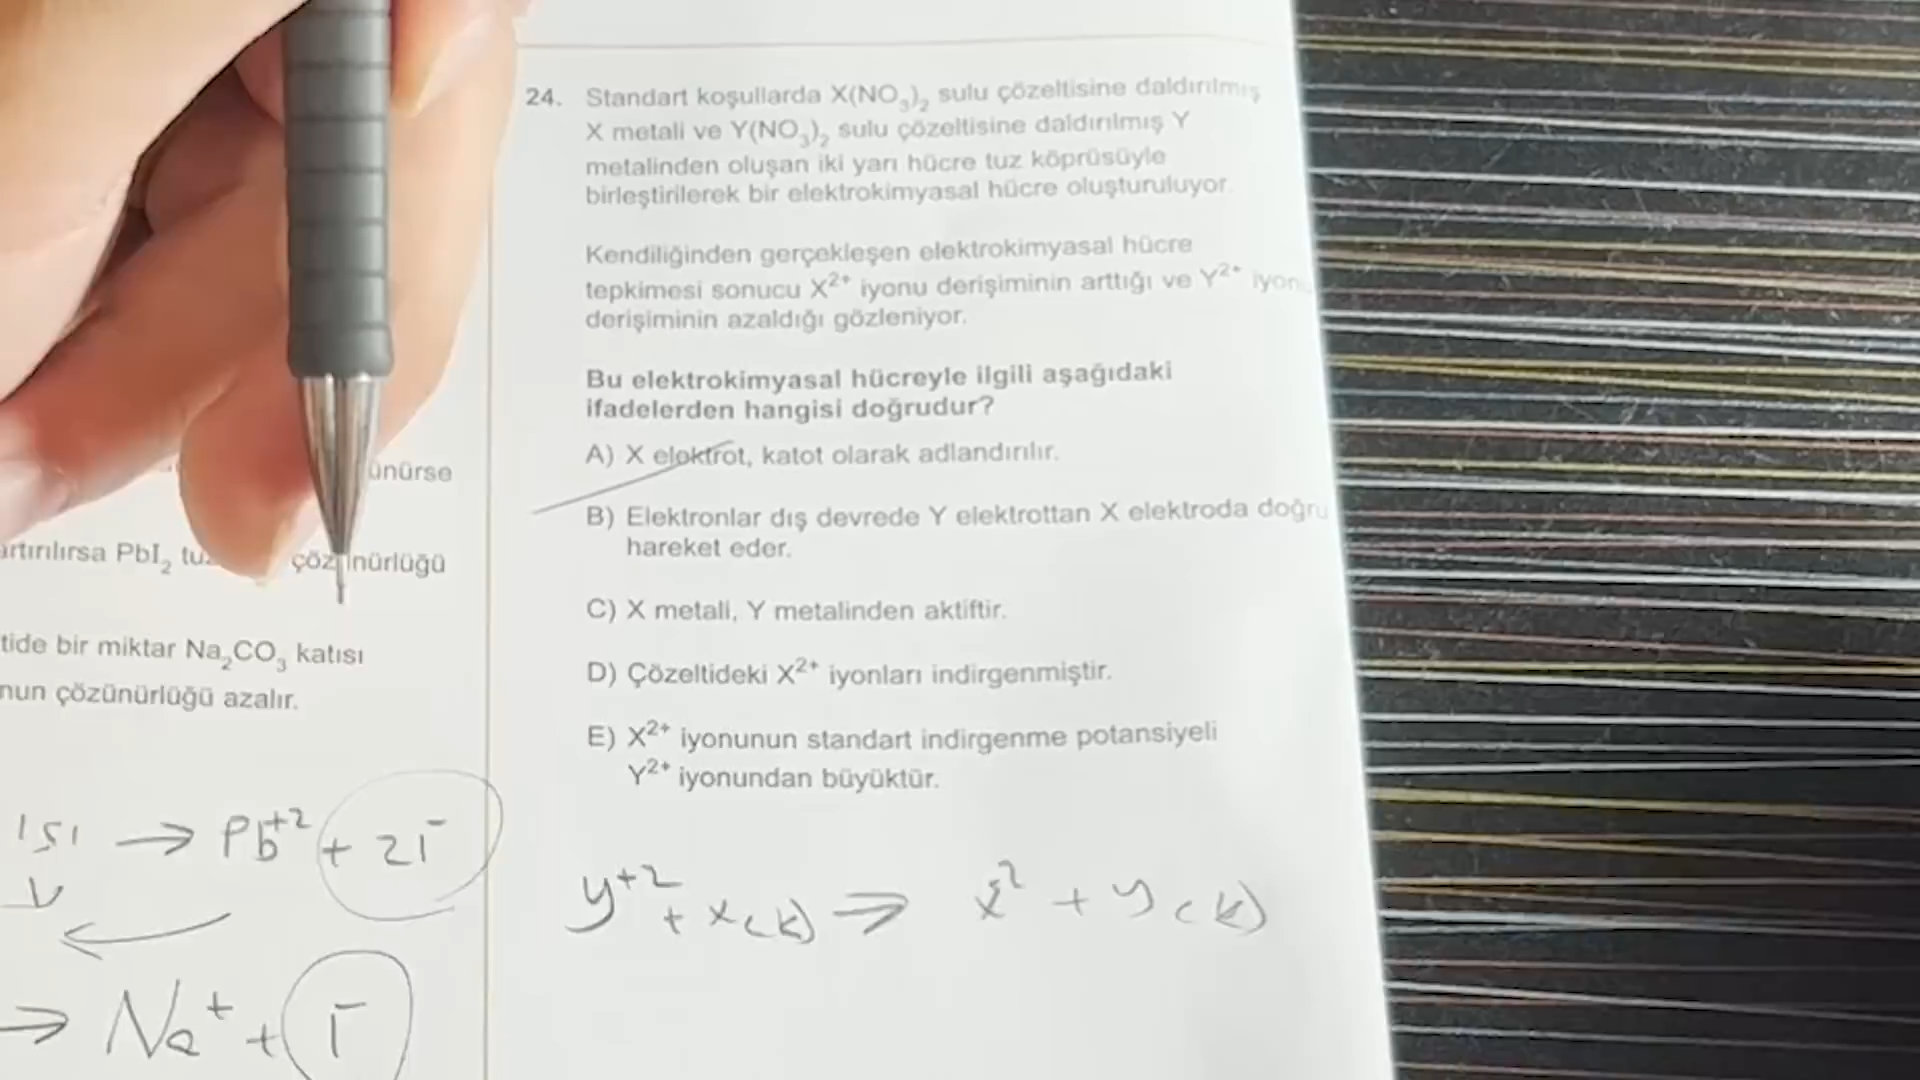 ünürse
artırılırsa PbI₂ çözünürlüğü
tide bir miktar Na₂CO₃ katısı
nun çözünürlüğü azalır.
ısı → Pb⁺² + 2I⁻
→ Na⁺ + I⁻
24. Standart koşullarda X(NO₃)₂ sulu çözeltisine daldırılmış
X metali ve Y(NO₃)₂ sulu çözeltisine daldırılmış Y
metalinden oluşan iki yarı hücre tuz köprüsüyle
birleştirilerek bir elektrokimyasal hücre oluşturuluyor.
Kendiliğinden gerçekleşen elektrokimyasal hücre
tepkimesi sonucu X²⁺ iyonu derişiminin arttığı ve Y²⁺ iyonu
derişiminin azaldığı gözleniyor.
Bu elektrokimyasal hücreyle ilgili aşağıdaki
ifadelerden hangisi doğrudur?
A) X elektrot, katot olarak adlandırılır.
B) Elektronlar dış devrede Y elektrottan X elektroda doğru
hareket eder.
C) X metali, Y metalinden aktiftir.
D) Çözeltideki X²⁺ iyonları indirgenmiştir.
E) X²⁺ iyonunun standart indirgenme potansiyeli
Y²⁺ iyonundan büyüktür.
y⁺² + x(k) → x² + y(k)